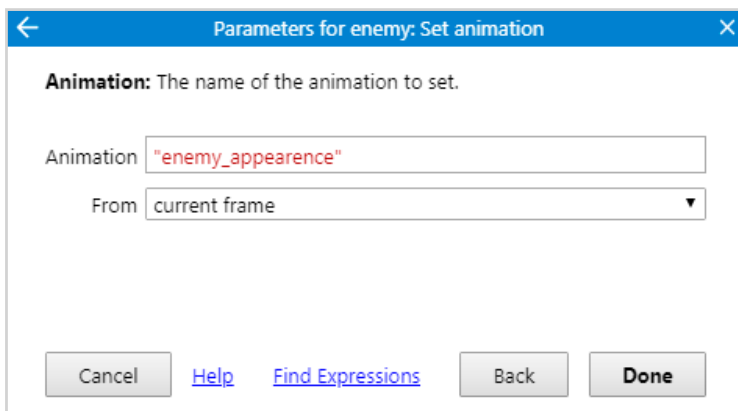 Parameters for enemy: Set animation
Animation: The name of the animation to set.
Animation "enemy_appearence"
From current frame
Cancel Help Find Expressions Back Done